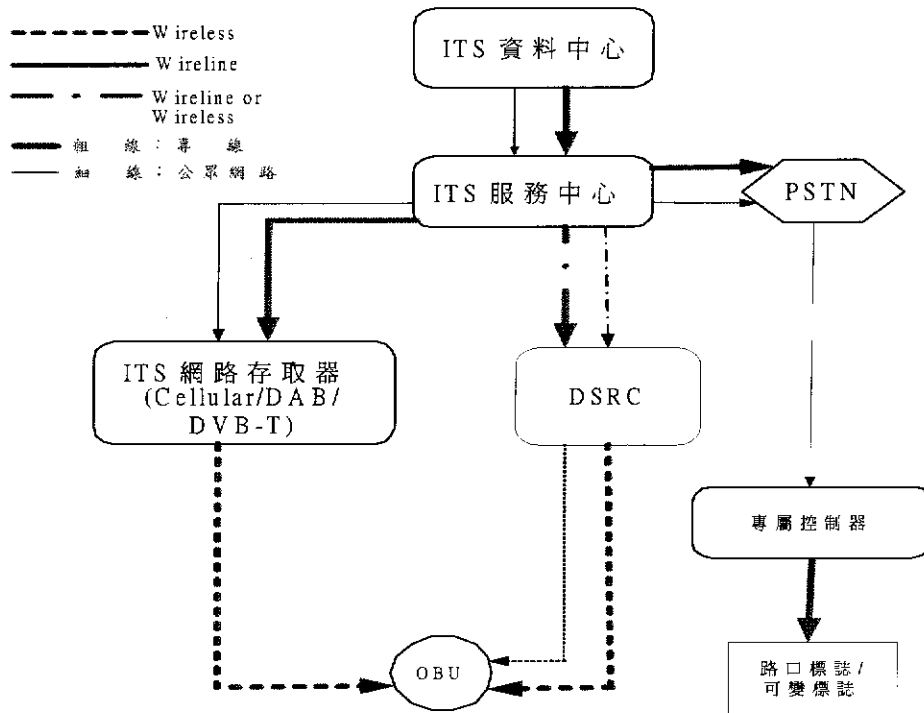 Wireless
Wireline
Wireline or
Wireless
粗 線：專 線
細 線：公眾網路
ITS 資料中心
ITS 服務中心
PSTN
ITS 網路存取器
(Cellular/DAB/
DVB-T)
DSRC
專屬控制器
OBU
路口標誌/
可變標誌